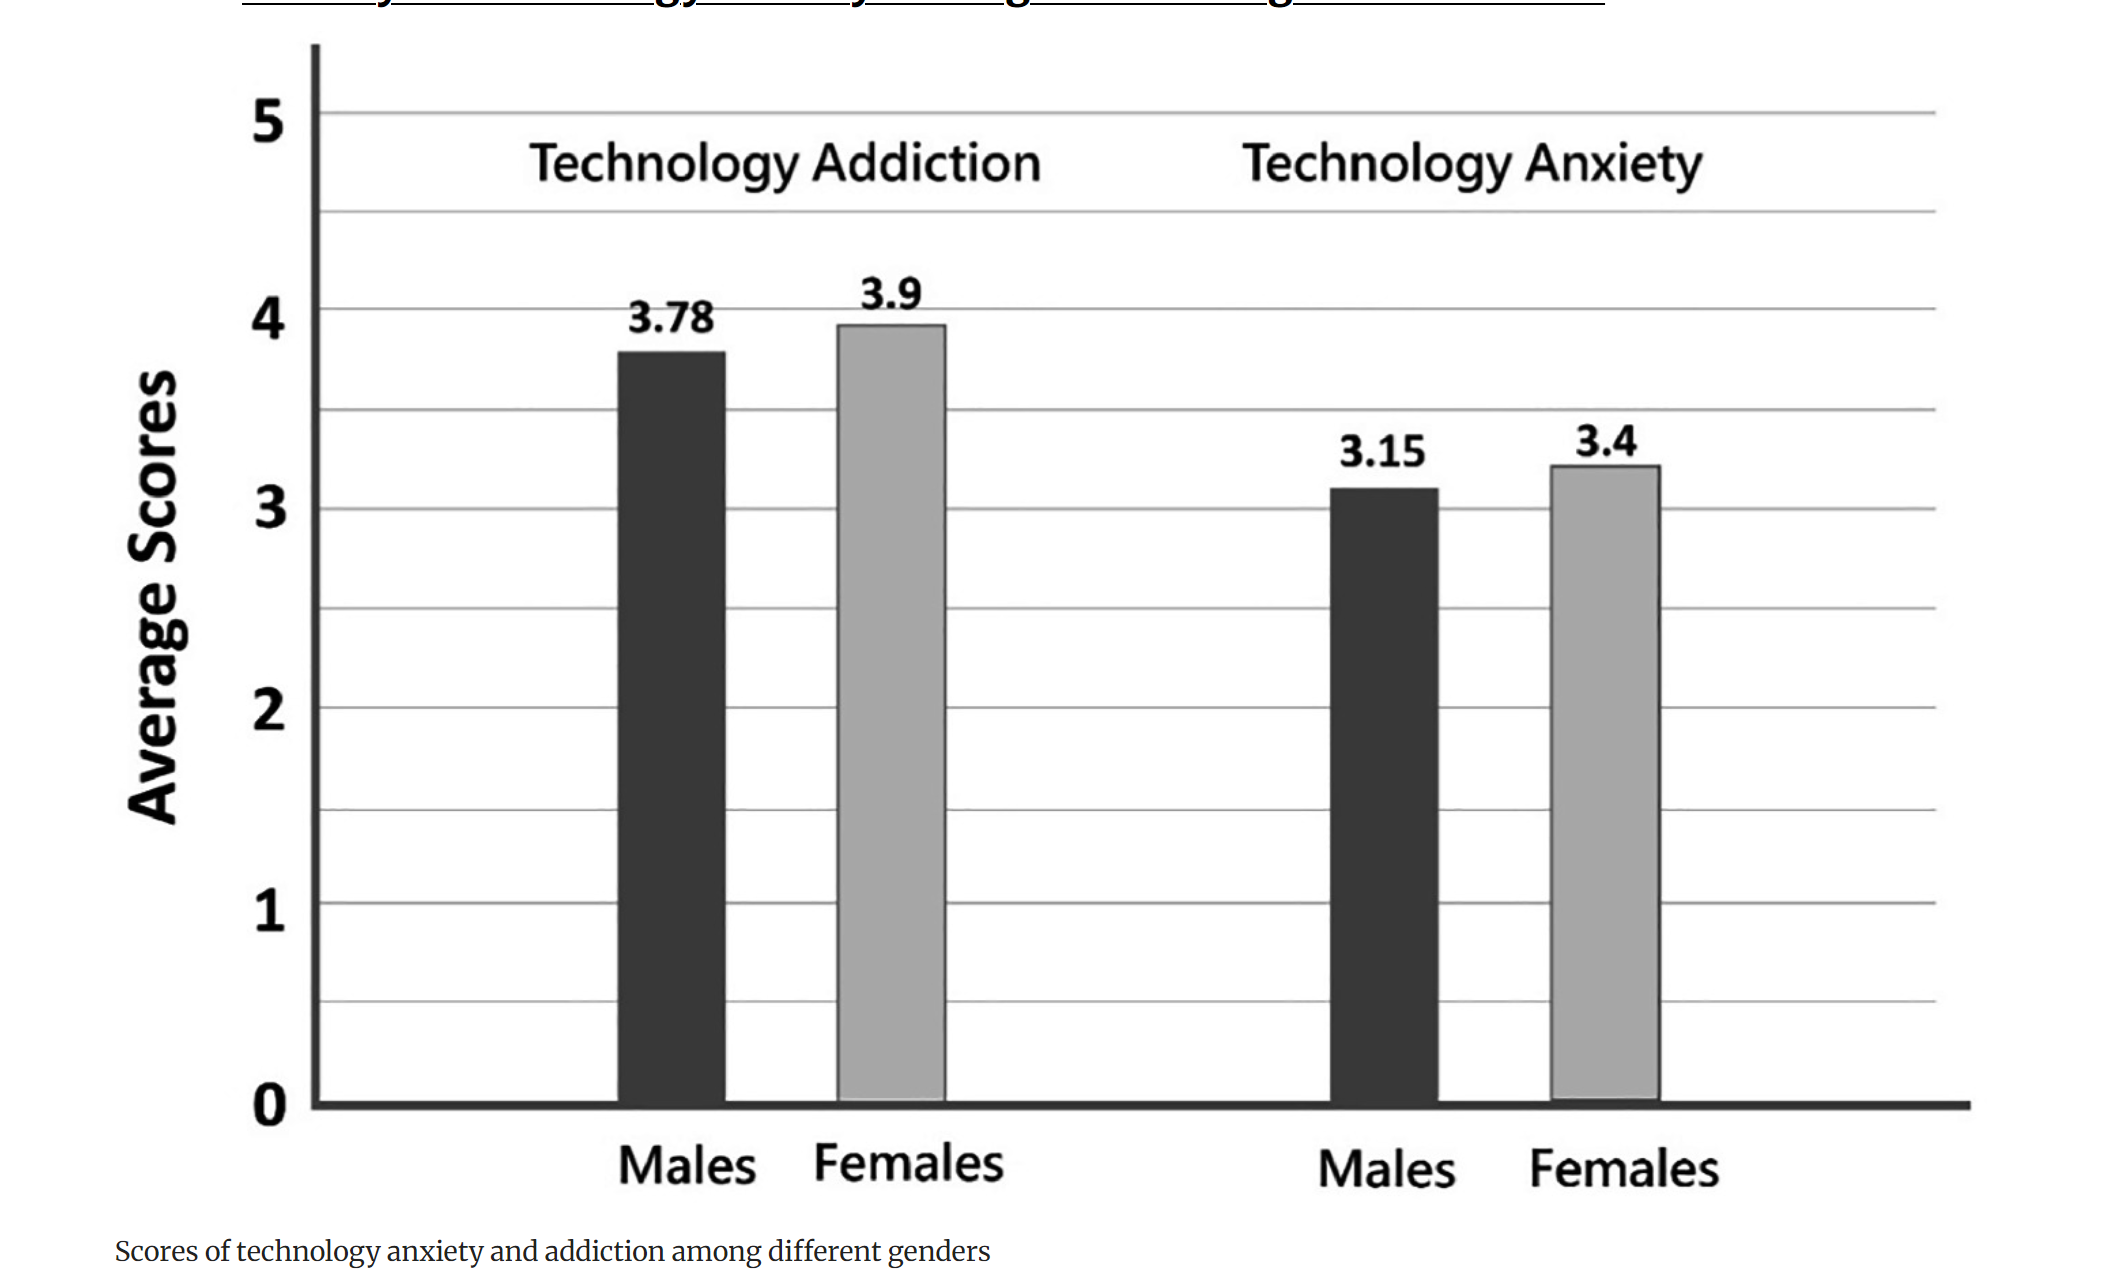 5
Technology Addiction
Technology Anxiety
4
3.78
3.9
3
3.15
3.4
2
1
0
Average Scores
Males
Females
Males
Females
Scores of technology anxiety and addiction among different genders